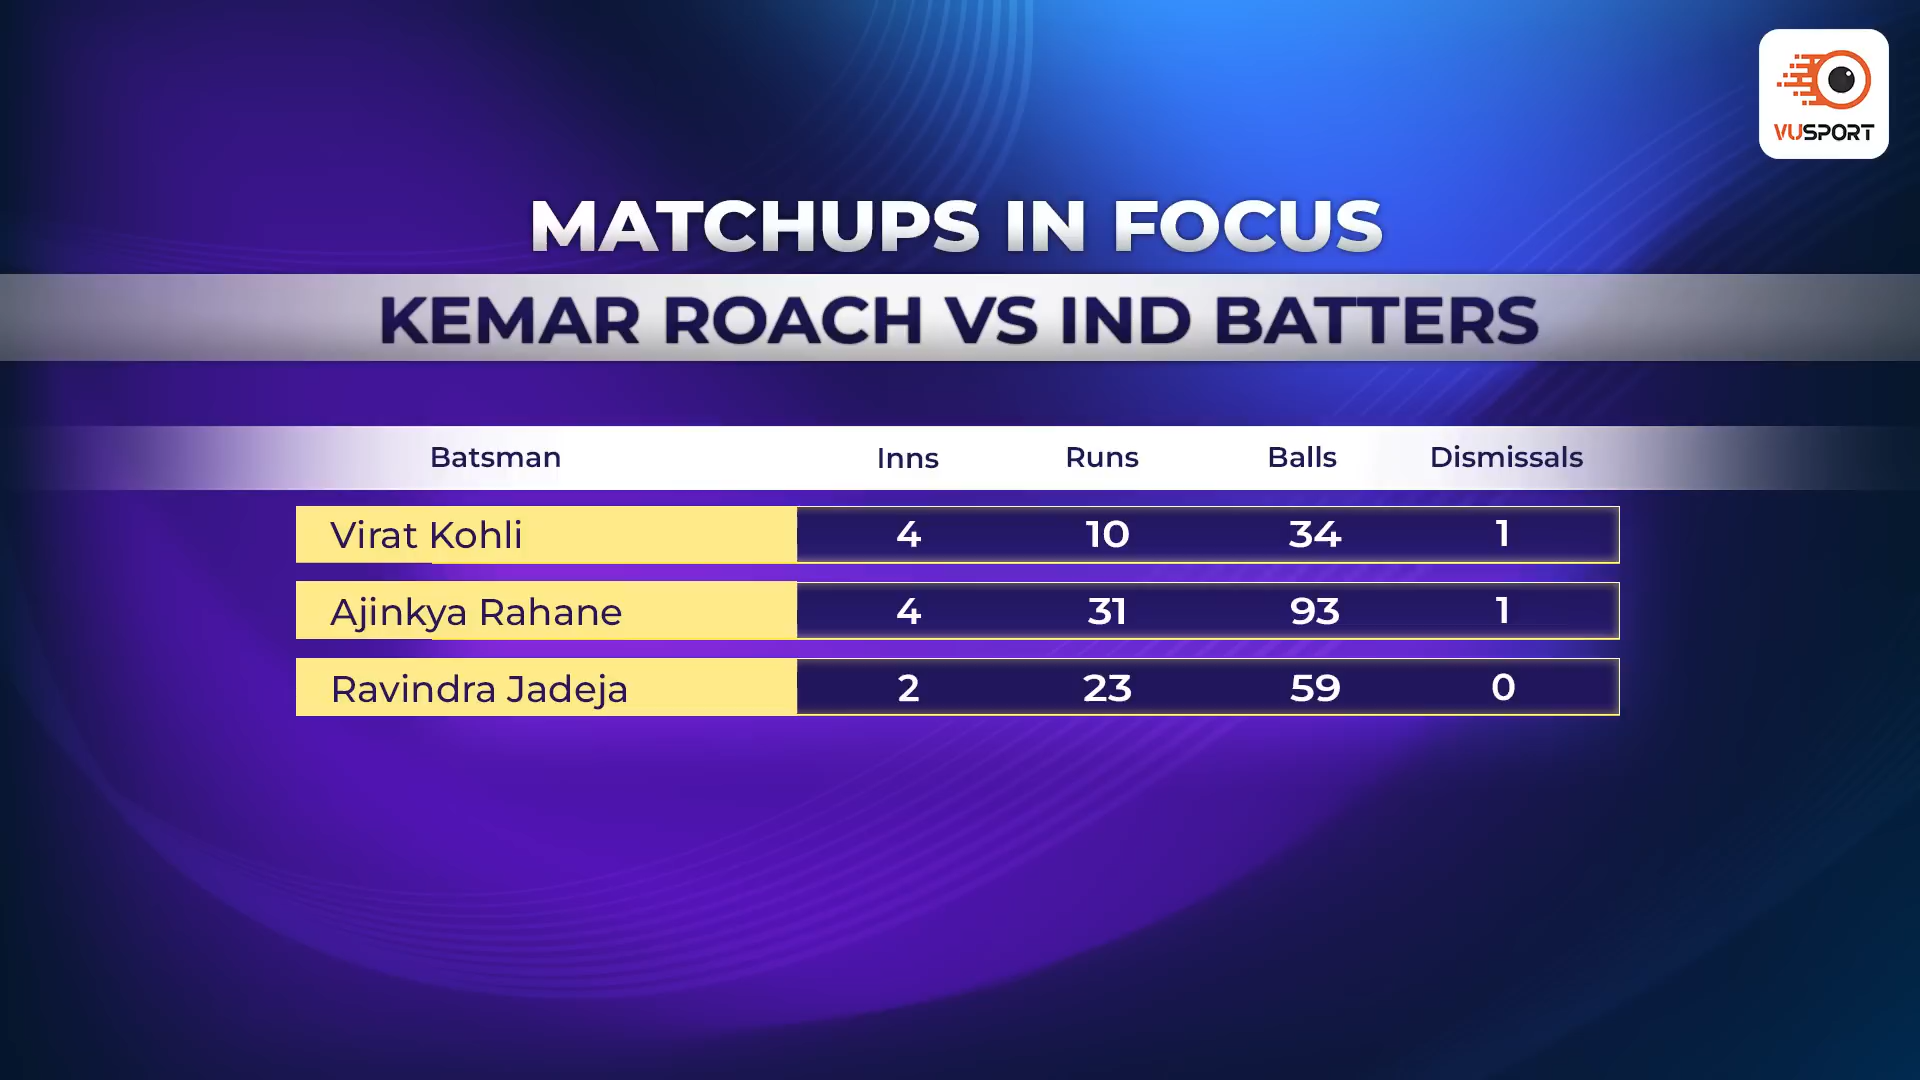 VUSPORT
MATCHUPS IN FOCUS
KEMAR ROACH VS IND BATTERS
Batsman Inns Runs Balls Dismissals
Virat Kohli 4 10 34 1
Ajinkya Rahane 4 31 93 1
Ravindra Jadeja 2 23 59 0